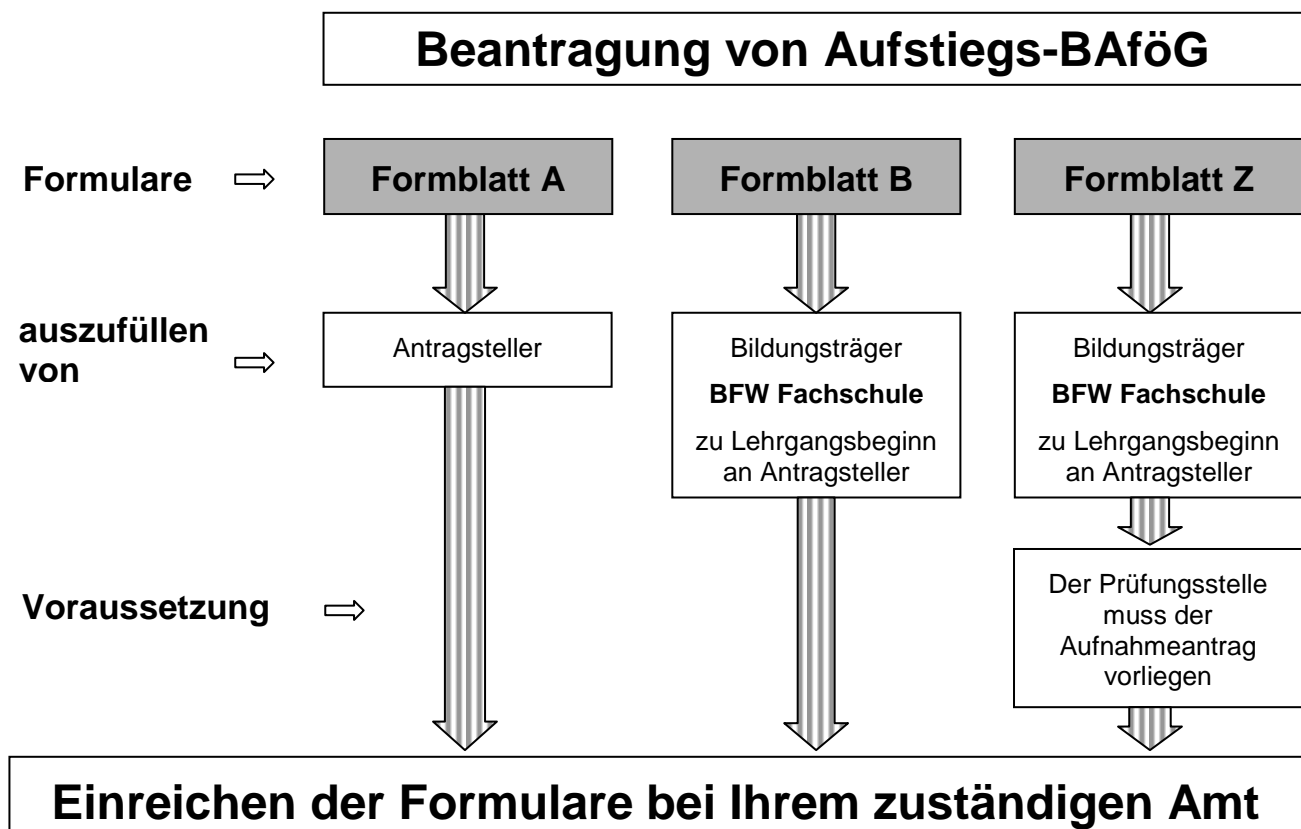 Beantragung von Aufstiegs-BAföG
Formulare ⇨
Formblatt A
Formblatt B
Formblatt Z
auszufüllen
von ⇨
Antragsteller
Bildungsträger
BFW Fachschule
zu Lehrgangsbeginn
an Antragsteller
Bildungsträger
BFW Fachschule
zu Lehrgangsbeginn
an Antragsteller
Voraussetzung ⇨
Der Prüfungsstelle
muss der
Aufnahmeantrag
vorliegen
Einreichen der Formulare bei Ihrem zuständigen Amt